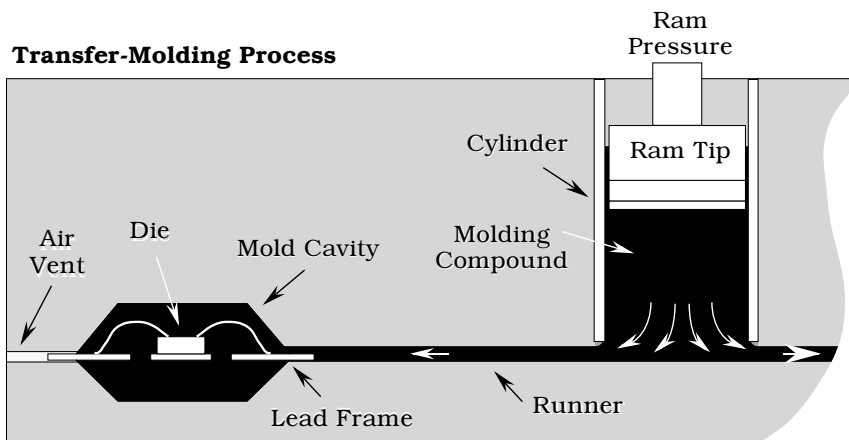 Transfer-Molding Process
Ram
Pressure
Cylinder
Ram Tip
Air
Vent
Die
Mold Cavity
Molding
Compound
Lead Frame
Runner